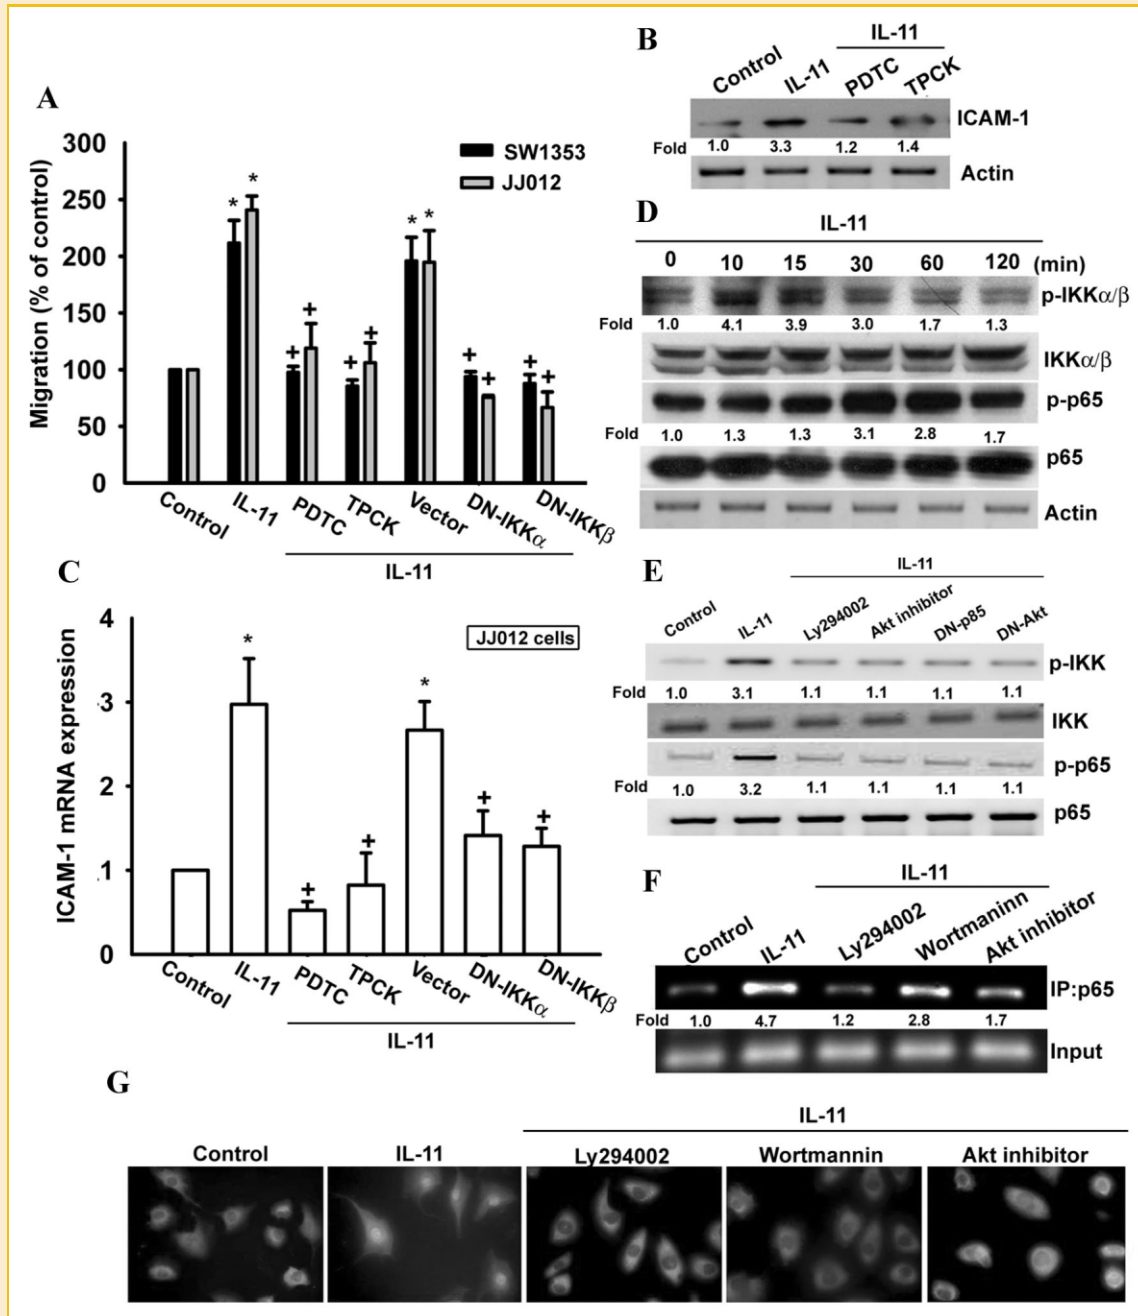 A
Migration (% of control)
300
250
200
150
100
50
0
SW1353
JJ012
* * + + + + * * + + + +
Control IL-11 PDTC TPCK Vector DN-IKKα DN-IKKβ
IL-11
B
IL-11
Control IL-11 PDTC TPCK
ICAM-1
Fold 1.0 3.3 1.2 1.4
Actin
D
IL-11
0 10 15 30 60 120 (min)
p-IKKα/β
Fold 1.0 4.1 3.9 3.0 1.7 1.3
IKKα/β
p-p65
Fold 1.0 1.3 1.3 3.1 2.8 1.7
p65
Actin
C
ICAM-1 mRNA expression
4
3
2
1
0
JJ012 cells
* + + * + +
Control IL-11 PDTC TPCK Vector DN-IKKα DN-IKKβ
IL-11
E
IL-11
Control IL-11 Ly294002 Akt inhibitor DN-p85 DN-Akt
p-IKK
Fold 1.0 3.1 1.1 1.1 1.1 1.1
IKK
p-p65
Fold 1.0 3.2 1.1 1.1 1.1 1.1
p65
F
IL-11
Control IL-11 Ly294002 Wortmaninn Akt inhibitor
IP:p65
Fold 1.0 4.7 1.2 2.8 1.7
Input
G
IL-11
Control IL-11 Ly294002 Wortmannin Akt inhibitor